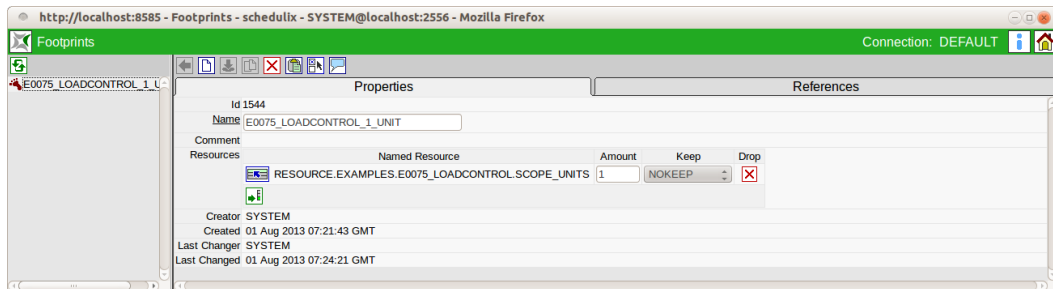 http://localhost:8585 - Footprints - schedulix - SYSTEM@localhost:2556 - Mozilla Firefox
Footprints Connection: DEFAULT
E0075_LOADCONTROL_1_U
Properties References
Id 1544
Name E0075_LOADCONTROL_1_UNIT
Comment
Resources Named Resource Amount Keep Drop
RESOURCE.EXAMPLES.E0075_LOADCONTROL.SCOPE_UNITS 1 NOKEEP
Creator SYSTEM
Created 01 Aug 2013 07:21:43 GMT
Last Changer SYSTEM
Last Changed 01 Aug 2013 07:24:21 GMT